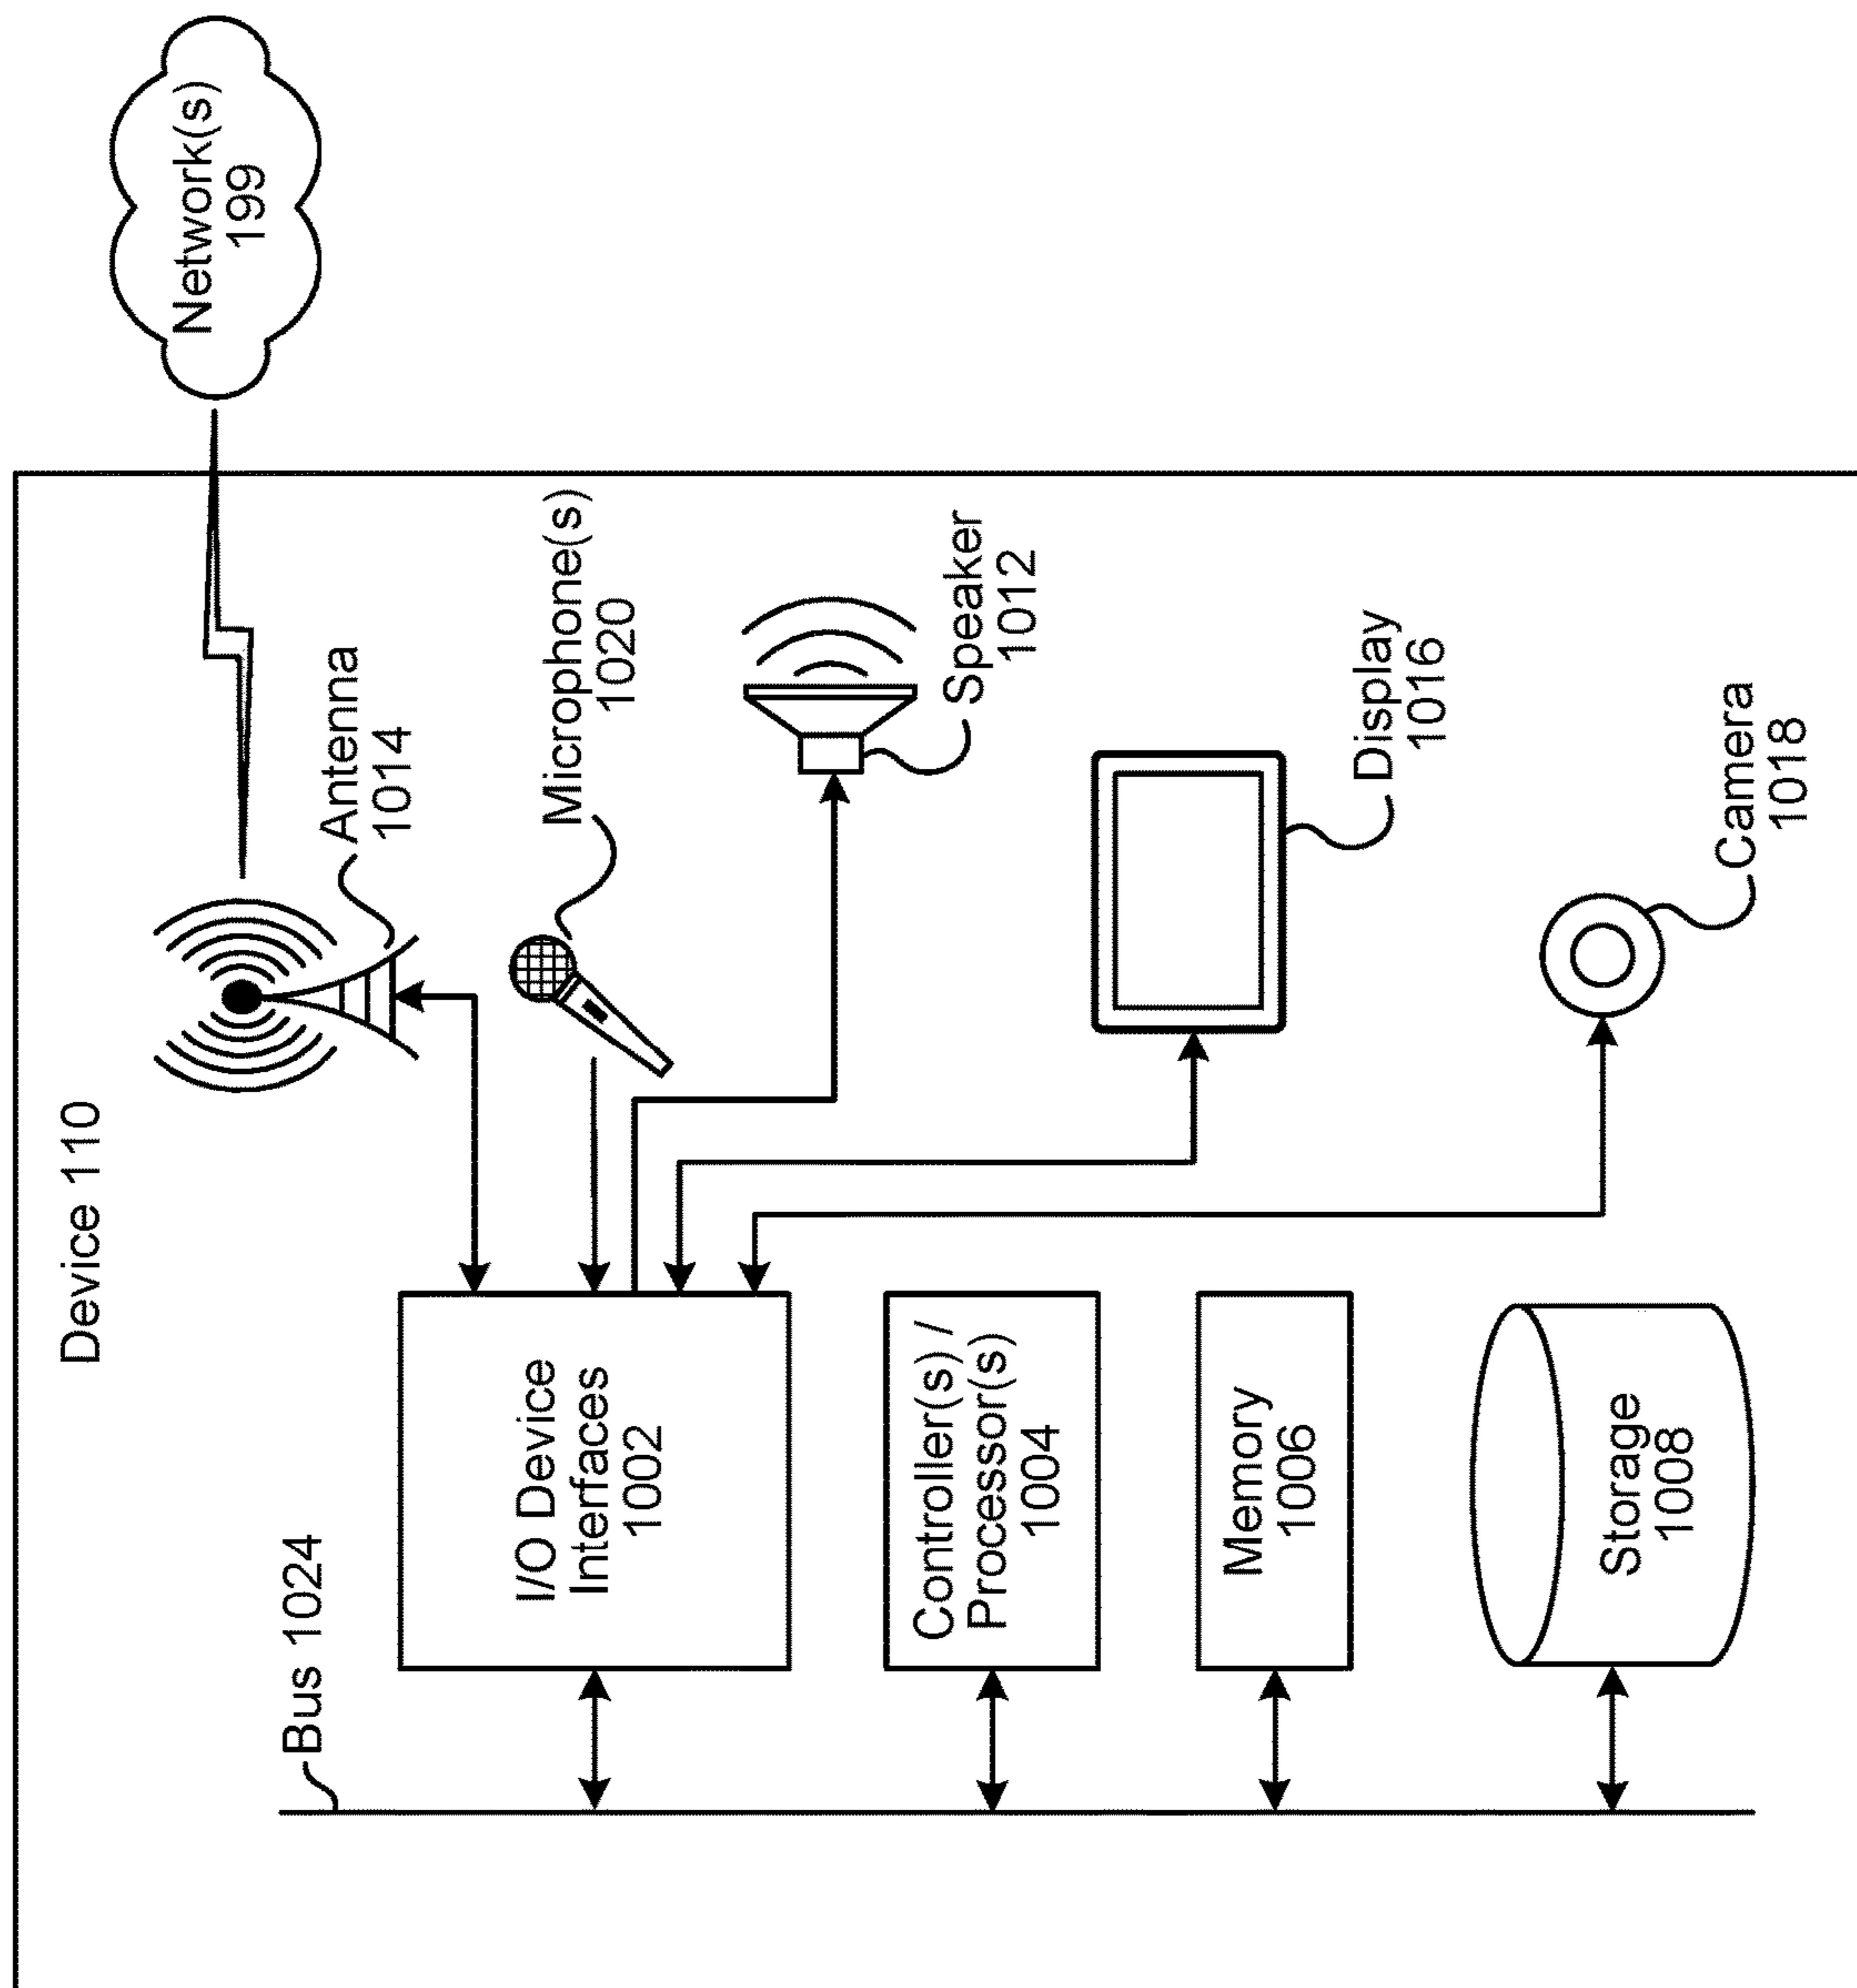 Device 110
Network(s)
199
Bus 1024
Antenna
1014
I/O Device
Interfaces
1002
Microphone(s)
1020
Speaker
1012
Controller(s) /
Processor(s)
1004
Display
1016
Memory
1006
Camera
1018
Storage
1008